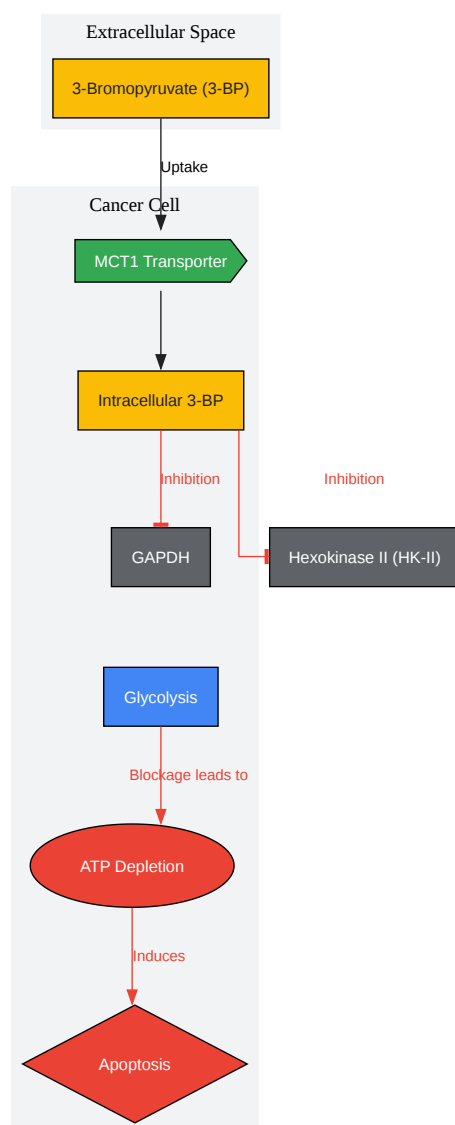 Extracellular Space
3-Bromopyruvate (3-BP)
Uptake
Cancer Cell
MCT1 Transporter
Intracellular 3-BP
Inhibition
Inhibition
GAPDH
Hexokinase II (HK-II)
Glycolysis
Blockage leads to
ATP Depletion
Induces
Apoptosis